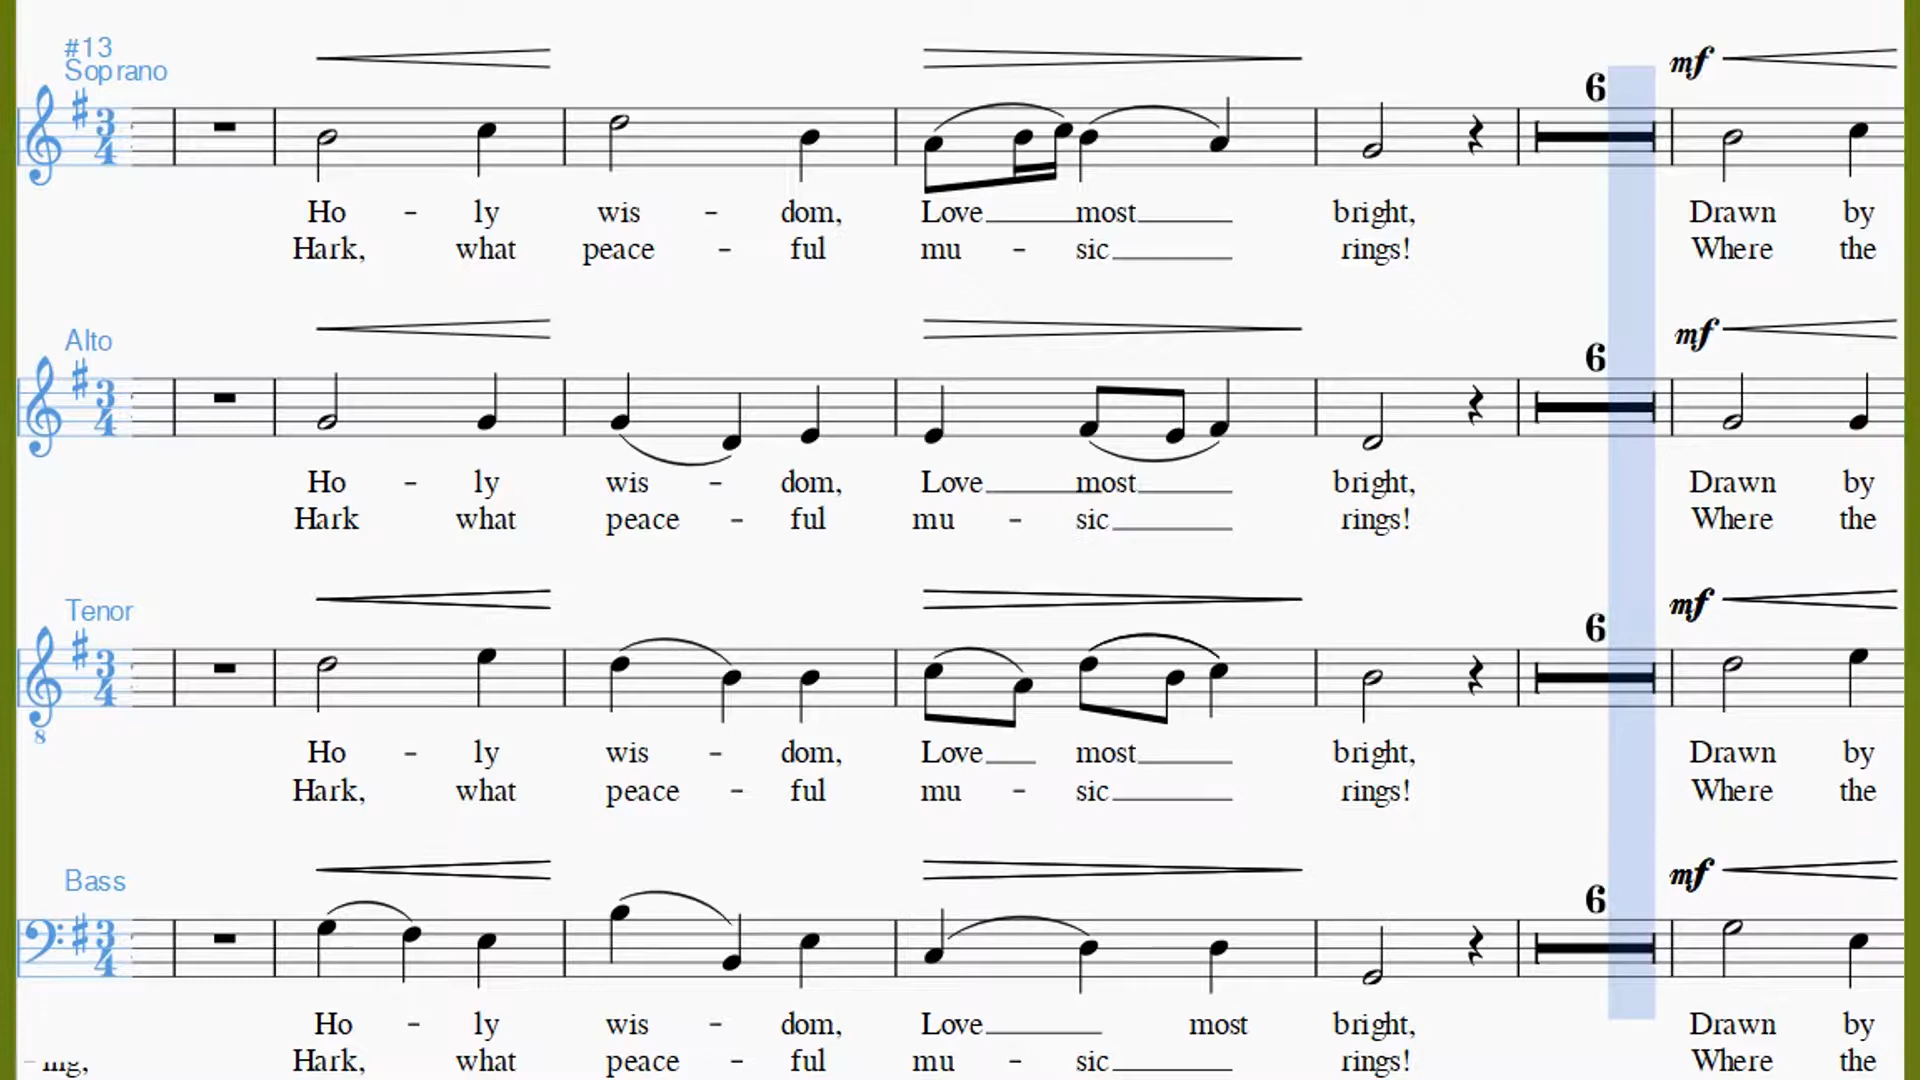 #13
Soprano
mf
6
3
4
Ho - ly wis - dom, Love most bright, Drawn by
Hark, what peace - ful mu - sic rings! Where the
Alto
mf
6
3
4
Ho - ly wis - dom, Love most bright, Drawn by
Hark what peace - ful mu - sic rings! Where the
Tenor
mf
6
3
4
8
Ho - ly wis - dom, Love most bright, Drawn by
Hark, what peace - ful mu - sic rings! Where the
Bass
mf
6
3
4
Ho - ly wis - dom, Love most bright, Drawn by
- ing, Hark, what peace - ful mu - sic rings! Where the